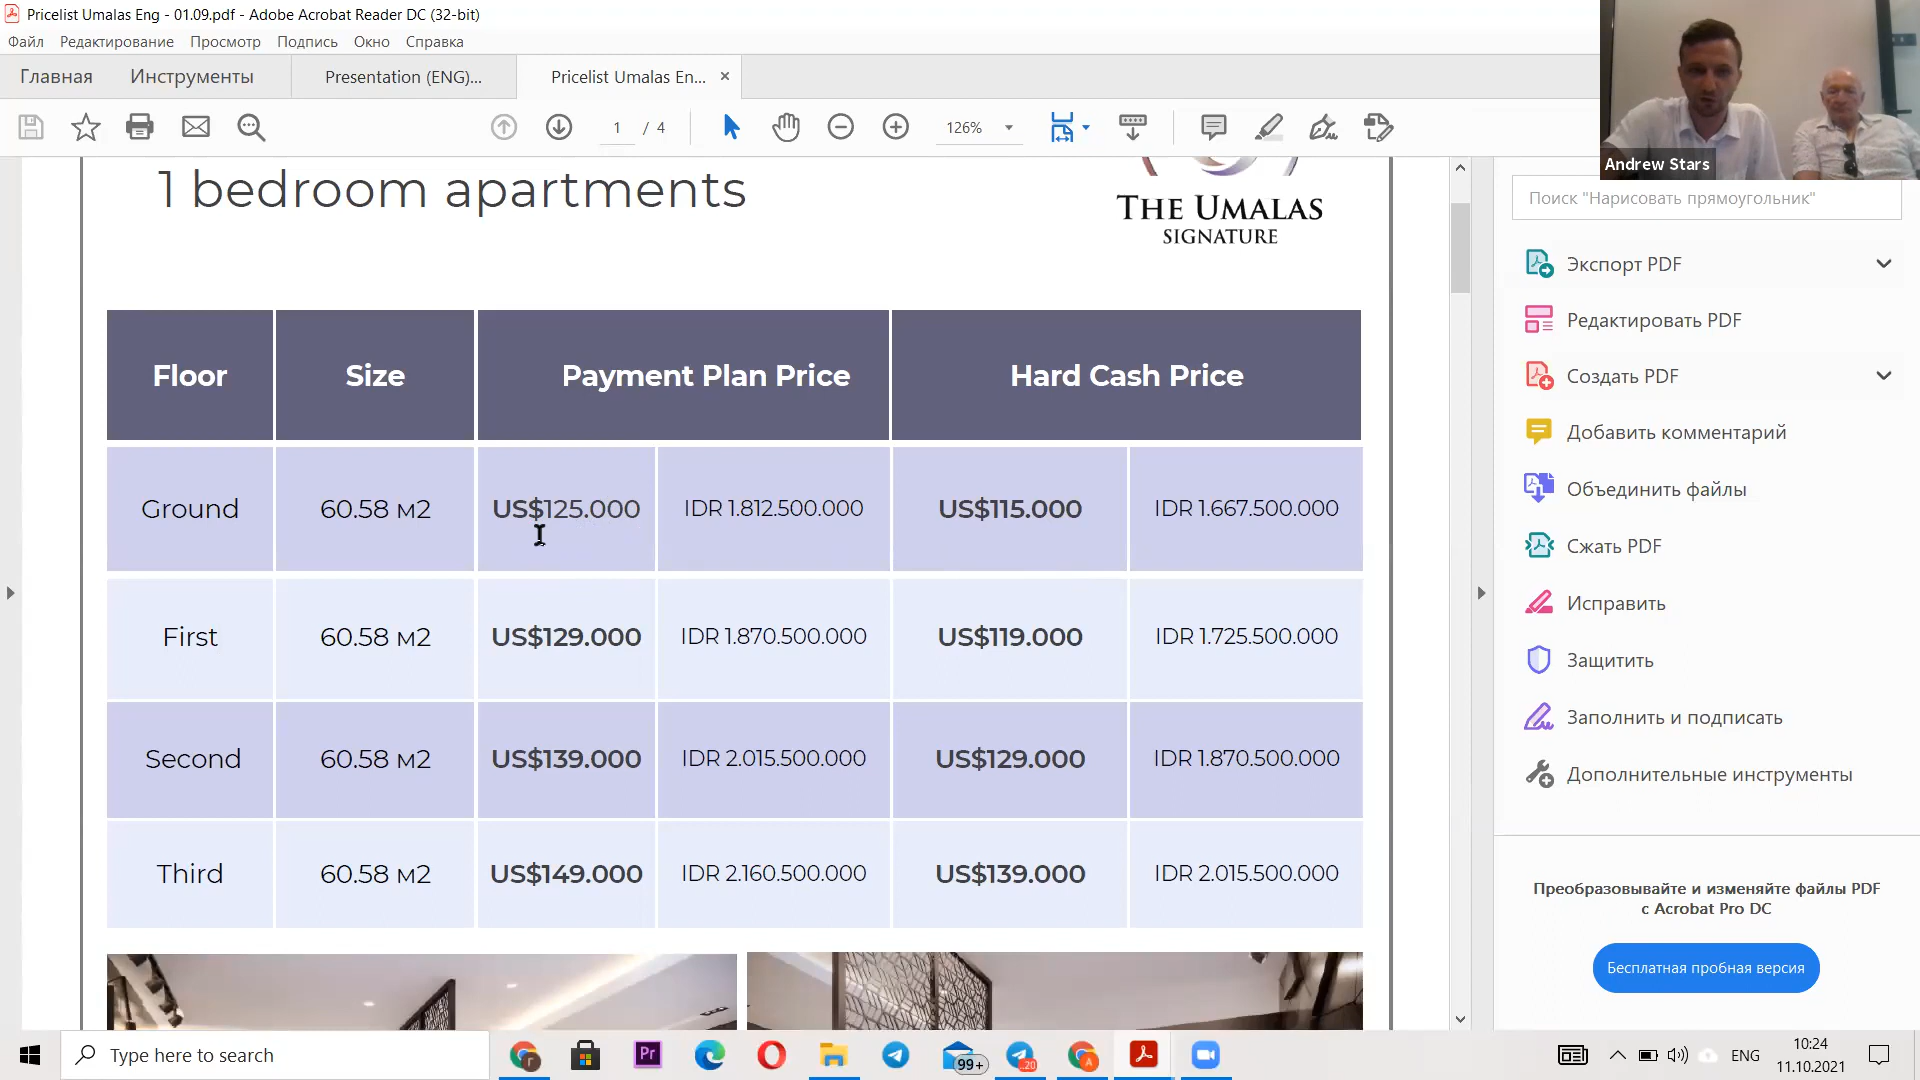 Pricelist Umalas Eng - 01.09.pdf - Adobe Acrobat Reader DC (32-bit)
Файл Редактирование Просмотр Подпись Окно Справка
Главная Инструменты Presentation (ENG)... Pricelist Umalas En... ×
1 / 4 126%
Andrew Stars
1 bedroom apartments
THE UMALAS
SIGNATURE
Floor Size Payment Plan Price Hard Cash Price
Ground 60.58 м2 US$125.000 IDR 1.812.500.000 US$115.000 IDR 1.667.500.000
First 60.58 м2 US$129.000 IDR 1.870.500.000 US$119.000 IDR 1.725.500.000
Second 60.58 м2 US$139.000 IDR 2.015.500.000 US$129.000 IDR 1.870.500.000
Third 60.58 м2 US$149.000 IDR 2.160.500.000 US$139.000 IDR 2.015.500.000
Поиск "Нарисовать прямоугольник"
Экспорт PDF
Редактировать PDF
Создать PDF
Добавить комментарий
Объединить файлы
Сжать PDF
Исправить
Защитить
Заполнить и подписать
Дополнительные инструменты
Преобразовывайте и изменяйте файлы PDF
с Acrobat Pro DC
Бесплатная пробная версия
Type here to search
Pr
99+
20
ENG
10:24
11.10.2021